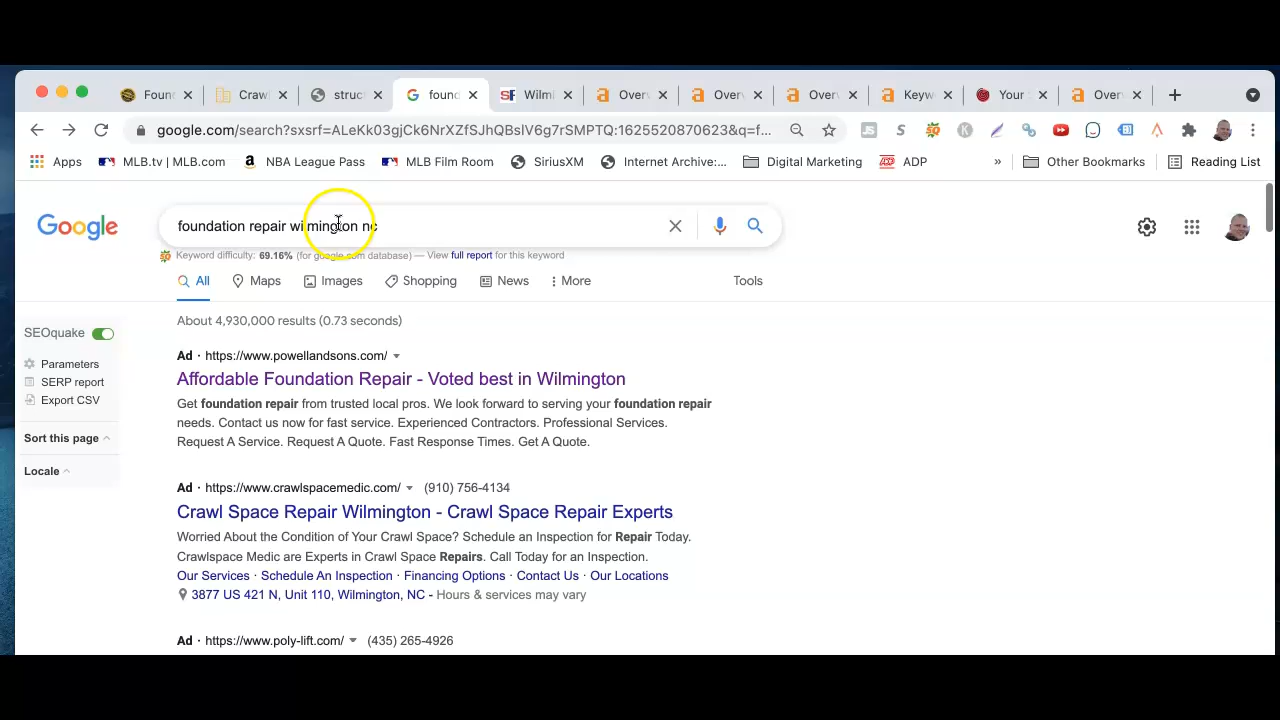 Foun
Crawl
struct
foun
SF Wilmi
Over
Over
Over
Keyw
Your
Over
google.com/search?sxsrf=ALeKk03gjCk6NrXZfSJhQBsIV6g7rSMPTQ:1625520870623&q=f...
Apps
MLB.tv | MLB.com
NBA League Pass
MLB Film Room
SiriusXM
Internet Archive:...
Digital Marketing
ADP
»
Other Bookmarks
Reading List
Google
foundation repair wilmington nc
Keyword difficulty: 69.16% (for google.com database) — View full report for this keyword
All
Maps
Images
Shopping
News
More
Tools
About 4,930,000 results (0.73 seconds)
SEOquake
Parameters
SERP report
Export CSV
Sort this page
Locale
Ad · https://www.powellandsons.com/
Affordable Foundation Repair - Voted best in Wilmington
Get foundation repair from trusted local pros. We look forward to serving your foundation repair
needs. Contact us now for fast service. Experienced Contractors. Professional Services.
Request A Service. Request A Quote. Fast Response Times. Get A Quote.
Ad · https://www.crawlspacemedic.com/ (910) 756-4134
Crawl Space Repair Wilmington - Crawl Space Repair Experts
Worried About the Condition of Your Crawl Space? Schedule an Inspection for Repair Today.
Crawlspace Medic are Experts in Crawl Space Repairs. Call Today for an Inspection.
Our Services · Schedule An Inspection · Financing Options · Contact Us · Our Locations
3877 US 421 N, Unit 110, Wilmington, NC - Hours & services may vary
Ad · https://www.poly-lift.com/ (435) 265-4926